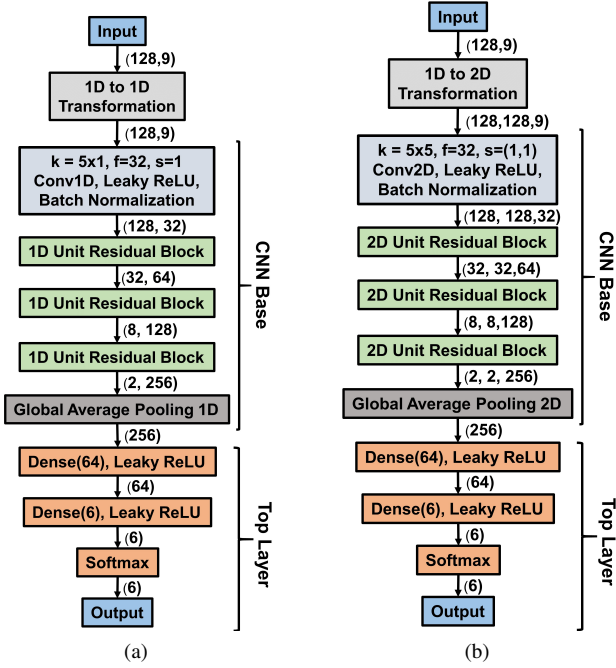 Input
(128,9)
1D to 1D
Transformation
(128,9)
k = 5x1, f=32, s=1
Conv1D, Leaky ReLU,
Batch Normalization
(128, 32)
1D Unit Residual Block
(32, 64)
1D Unit Residual Block
(8, 128)
1D Unit Residual Block
(2, 256)
Global Average Pooling 1D
(256)
Dense(64), Leaky ReLU
(64)
Dense(6), Leaky ReLU
(6)
Softmax
(6)
Output
CNN Base
Top Layer
(a)
Input
(128,9)
1D to 2D
Transformation
(128,128,9)
k = 5x5, f=32, s=(1,1)
Conv2D, Leaky ReLU,
Batch Normalization
(128, 128,32)
2D Unit Residual Block
(32, 32,64)
2D Unit Residual Block
(8, 8,128)
2D Unit Residual Block
(2, 2, 256)
Global Average Pooling 2D
(256)
Dense(64), Leaky ReLU
(64)
Dense(6), Leaky ReLU
(6)
Softmax
(6)
Output
CNN Base
Top Layer
(b)